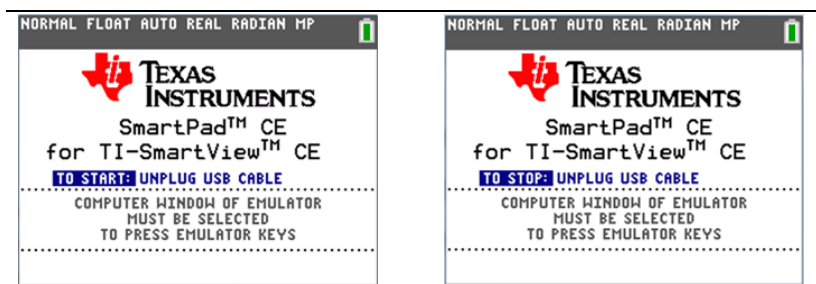 NORMAL FLOAT AUTO REAL RADIAN MP
TEXAS
INSTRUMENTS
SmartPad™ CE
for TI-SmartView™ CE
TO START: UNPLUG USB CABLE
COMPUTER WINDOW OF EMULATOR
MUST BE SELECTED
TO PRESS EMULATOR KEYS
NORMAL FLOAT AUTO REAL RADIAN MP
TEXAS
INSTRUMENTS
SmartPad™ CE
for TI-SmartView™ CE
TO STOP: UNPLUG USB CABLE
COMPUTER WINDOW OF EMULATOR
MUST BE SELECTED
TO PRESS EMULATOR KEYS